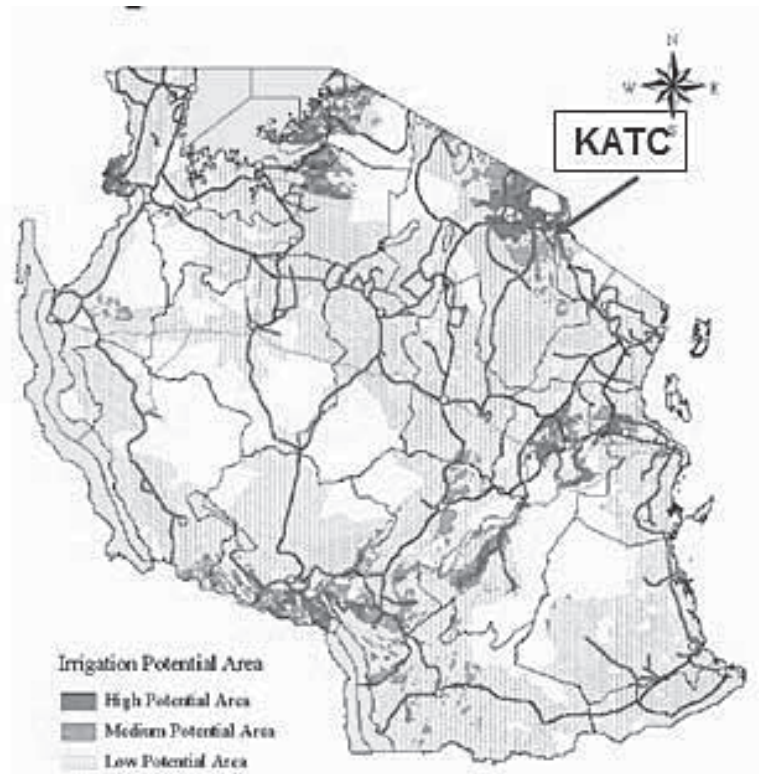 N
W E
S
KATC
Irrigation Potential Area
High Potential Area
Medium Potential Area
Low Potential Area